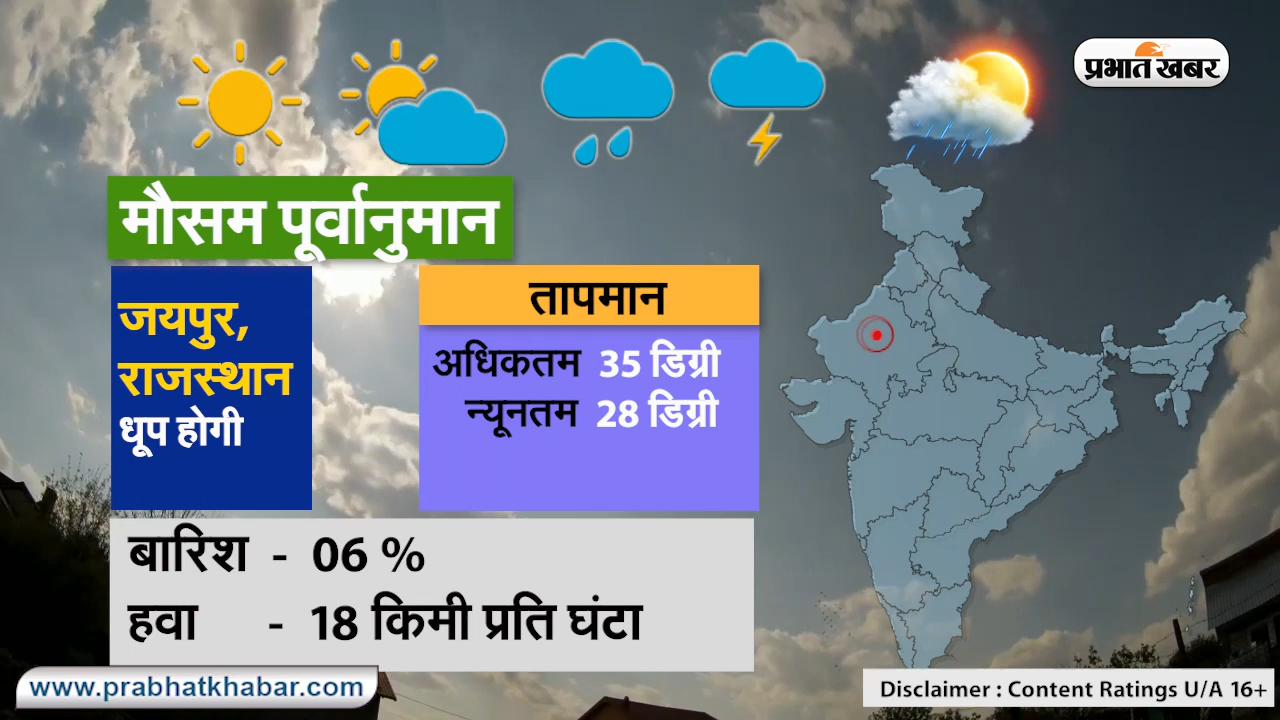 प्रभात खबर
मौसम पूर्वानुमान
जयपुर,
राजस्थान
धूप होगी
तापमान
अधिकतम 35 डिग्री
न्यूनतम 28 डिग्री
बारिश - 06 %
हवा - 18 किमी प्रति घंटा
www.prabhatkhabar.com
Disclaimer : Content Ratings U/A 16+